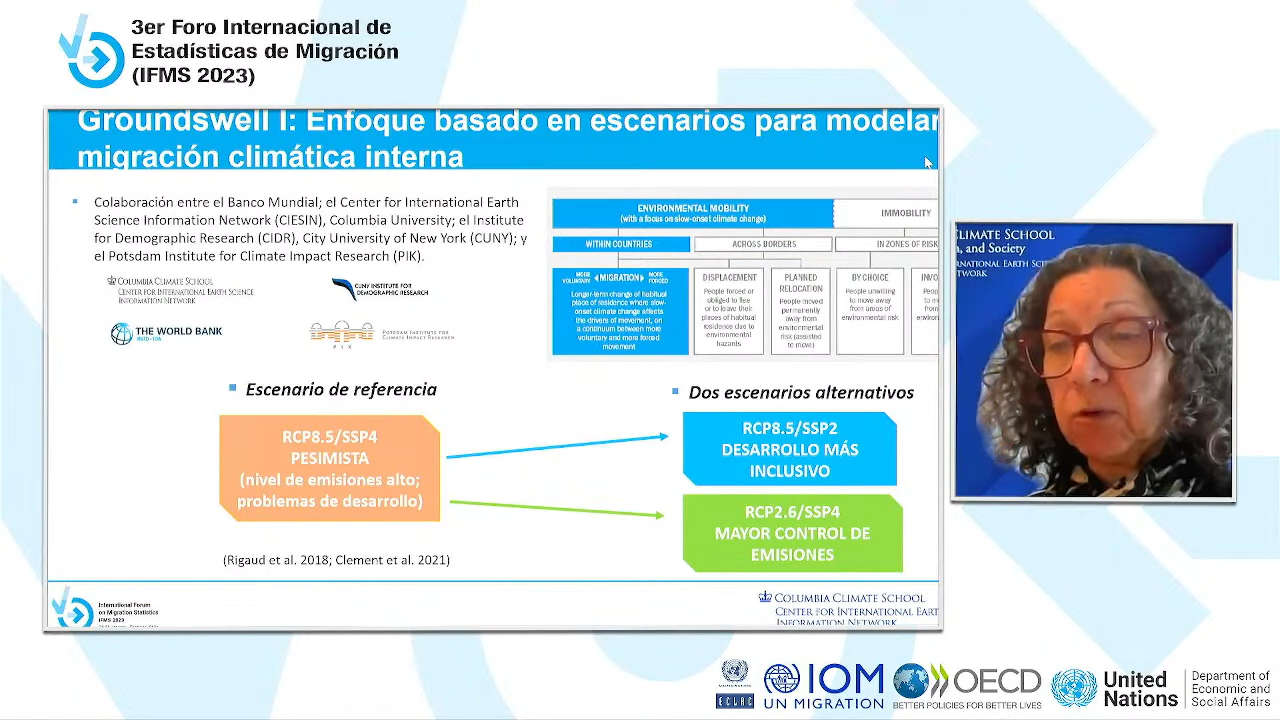 3er Foro Internacional de
Estadísticas de Migración
(IFMS 2023)
Groundswell I: Enfoque basado en escenarios para modelar
migración climática interna
Colaboración entre el Banco Mundial; el Center for International Earth
Science Information Network (CIESIN), Columbia University; el Institute
for Demographic Research (CIDR), City University of New York (CUNY); y
el Potsdam Institute for Climate Impact Research (PIK).
COLUMBIA CLIMATE SCHOOL
CENTER FOR INTERNATIONAL EARTH SCIENCE
INFORMATION NETWORK
CUNY INSTITUTE FOR
DEMOGRAPHIC RESEARCH
THE WORLD BANK
IBRD • IDA
PIK
POTSDAM INSTITUTE FOR
CLIMATE IMPACT RESEARCH
ENVIRONMENTAL MOBILITY
(with a focus on slow-onset climate change)
IMMOBILITY
WITHIN COUNTRIES
ACROSS BORDERS
IN ZONES OF RISK
MORE VOLUNTARY
MIGRATION
MORE FORCED
Longer-term change of habitual
place of residence where slow-
onset climate change affects
the drivers of movement, on
a continuum between more
voluntary and more forced
movement
DISPLACEMENT
People forced or
obliged to flee
or to leave their
places of habitual
residence due to
environmental
hazards
PLANNED
RELOCATION
People moved
permanently
away from
environmental
risk (assisted
to move)
BY CHOICE
People unwilling
to move away
from areas of
environmental risk.
Escenario de referencia
RCP8.5/SSP4
PESIMISTA
(nivel de emisiones alto;
problemas de desarrollo)
Dos escenarios alternativos
RCP8.5/SSP2
DESARROLLO MÁS
INCLUSIVO
RCP2.6/SSP4
MAYOR CONTROL DE
EMISIONES
(Rigaud et al. 2018; Clement et al. 2021)
International Forum
on Migration Statistics
IFMS 2023
COLUMBIA CLIMATE SCHOOL
CENTER FOR INTERNATIONAL EART
INFORMATION NETWORK
CLIMATE SCHOOL
n, and Society
ERNATIONAL EARTH SCI
TWORK
UNITED NATIONS
ECLAC
IOM
UN MIGRATION
OECD
BETTER POLICIES FOR BETTER LIVES
United
Nations
Department of
Economic and
Social Affairs